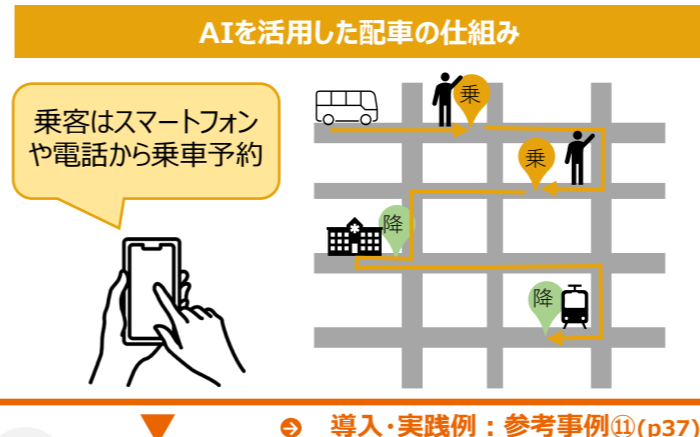 AIを活用した配車の仕組み
乗客はスマートフォン
や電話から乗車予約
乗
乗
降
降
導入・実践例：参考事例⑪(p37)